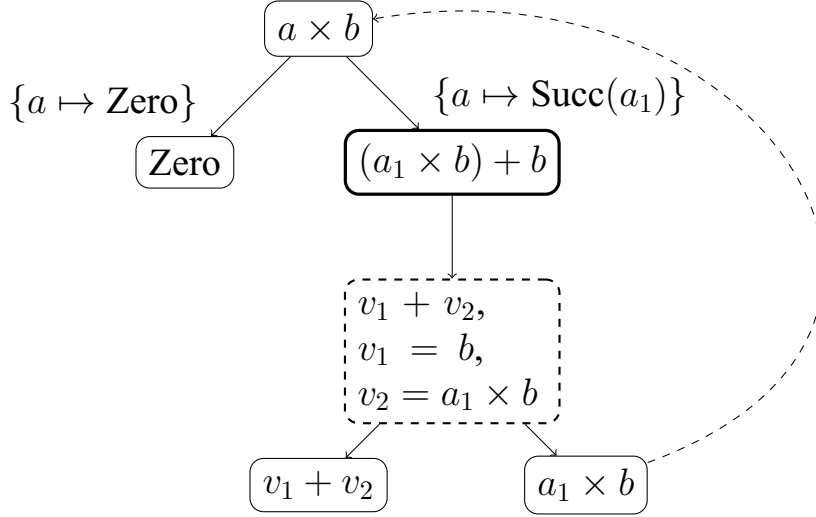 a × b
{a ↦ Zero}
{a ↦ Succ(a₁)}
Zero
(a₁ × b) + b
v₁ + v₂,
v₁ = b,
v₂ = a₁ × b
v₁ + v₂
a₁ × b